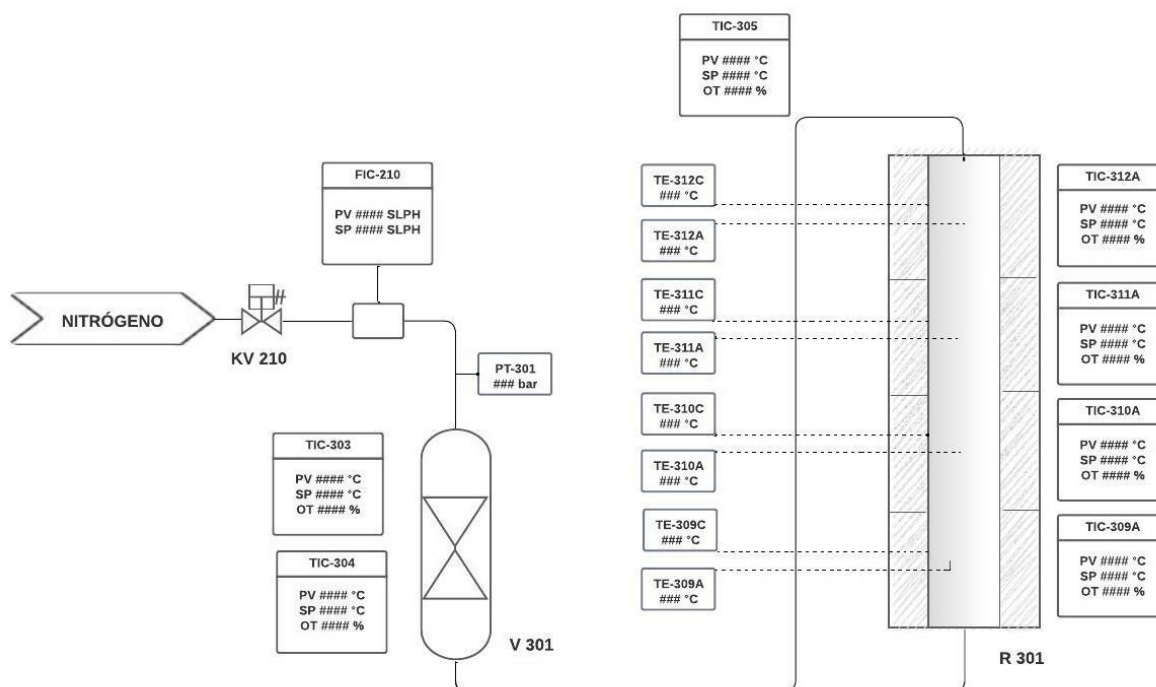 TIC-305
PV #### °C
SP #### °C
OT #### %
FIC-210
PV #### SLPH
SP #### SLPH
NITRÓGENO
KV 210
PT-301
### bar
TIC-303
PV #### °C
SP #### °C
OT #### %
TIC-304
PV #### °C
SP #### °C
OT #### %
V 301
TE-312C
### °C
TE-312A
### °C
TE-311C
### °C
TE-311A
### °C
TE-310C
### °C
TE-310A
### °C
TE-309C
### °C
TE-309A
### °C
TIC-312A
PV #### °C
SP #### °C
OT #### %
TIC-311A
PV #### °C
SP #### °C
OT #### %
TIC-310A
PV #### °C
SP #### °C
OT #### %
TIC-309A
PV #### °C
SP #### °C
OT #### %
R 301